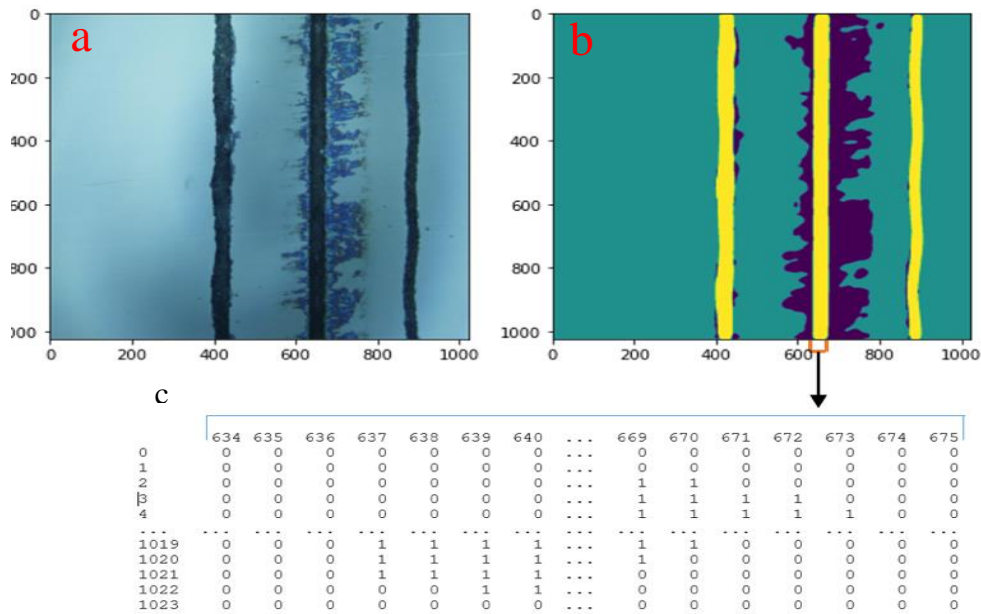 a
b
0
200
400
600
800
1000
0 200 400 600 800 1000
0
200
400
600
800
1000
0 200 400 600 800 1000
c
634 635 636 637 638 639 640 ... 669 670 671 672 673 674 675
0 0 0 0 0 0 0 0 ... 0 0 0 0 0 0 0
1 0 0 0 0 0 0 0 ... 0 0 0 0 0 0 0
2 0 0 0 0 0 0 0 ... 1 1 0 0 0 0 0
3 0 0 0 0 0 0 0 ... 1 1 1 1 0 0 0
4 0 0 0 0 0 0 0 ... 1 1 1 1 1 0 0
... ... ... ... ... ... ... ... ... ... ... ... ... ... ... ...
1019 0 0 0 1 1 1 1 ... 1 1 0 0 0 0 0
1020 0 0 0 1 1 1 1 ... 1 0 0 0 0 0 0
1021 0 0 0 1 1 1 1 ... 0 0 0 0 0 0 0
1022 0 0 0 0 0 1 1 ... 0 0 0 0 0 0 0
1023 0 0 0 0 0 0 0 ... 0 0 0 0 0 0 0